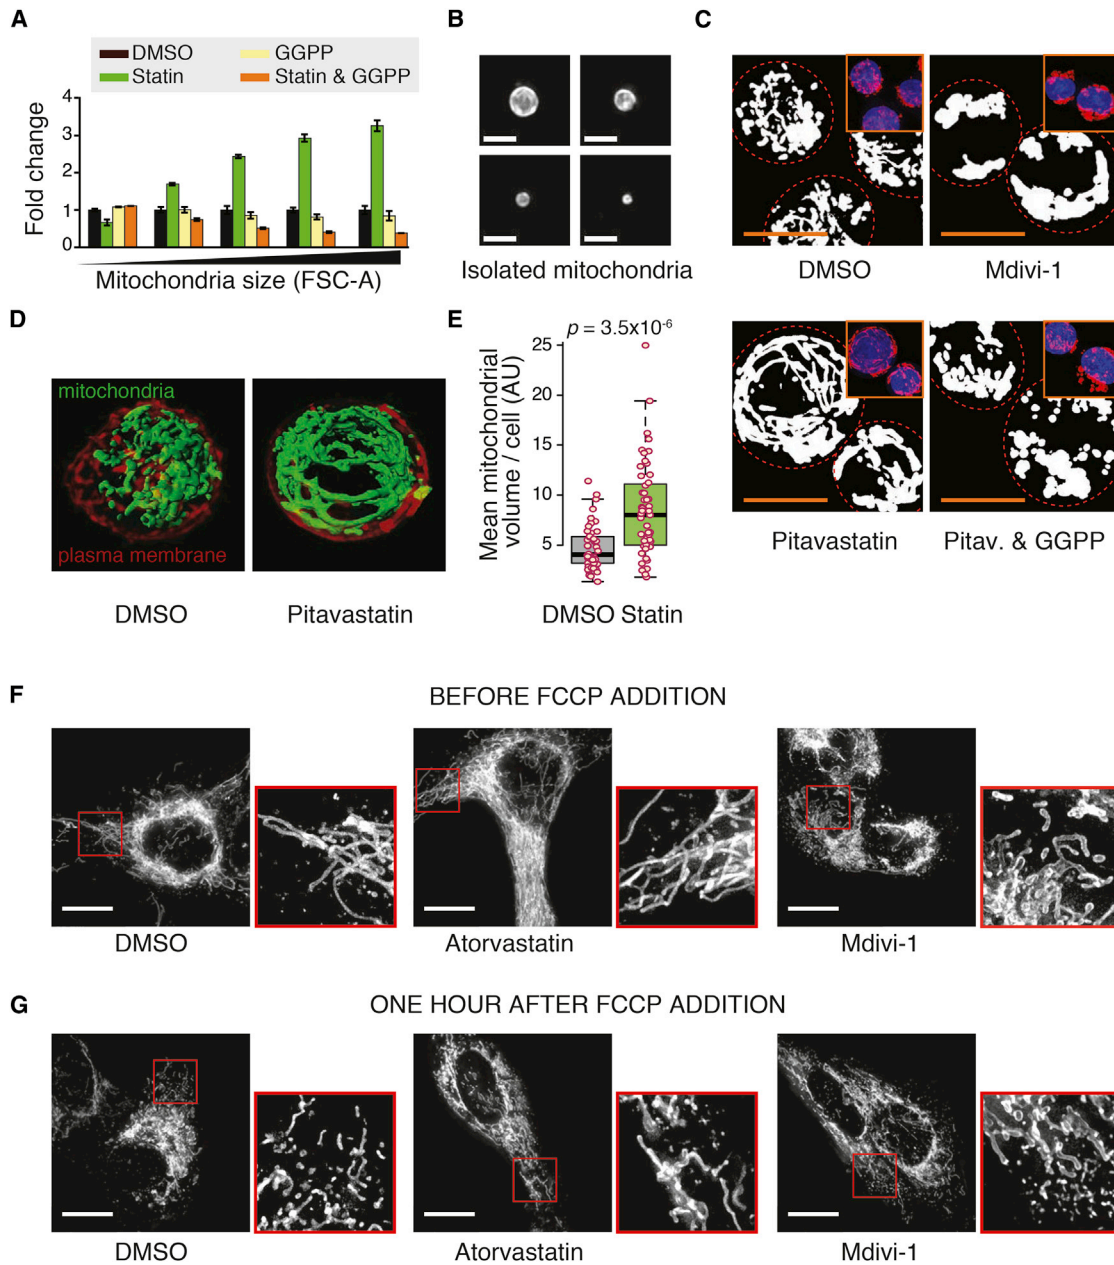 A
DMSO
GGPP
Statin
Statin & GGPP
Fold change
4
3
2
1
0
Mitochondria size (FSC-A)
B
Isolated mitochondria
C
DMSO
Mdivi-1
Pitavastatin
Pitav. & GGPP
D
mitochondria
plasma membrane
DMSO
Pitavastatin
E
p = 3.5x10-6
Mean mitochondrial
volume / cell (AU)
25
20
15
10
5
DMSO Statin
F
BEFORE FCCP ADDITION
DMSO
Atorvastatin
Mdivi-1
G
ONE HOUR AFTER FCCP ADDITION
DMSO
Atorvastatin
Mdivi-1